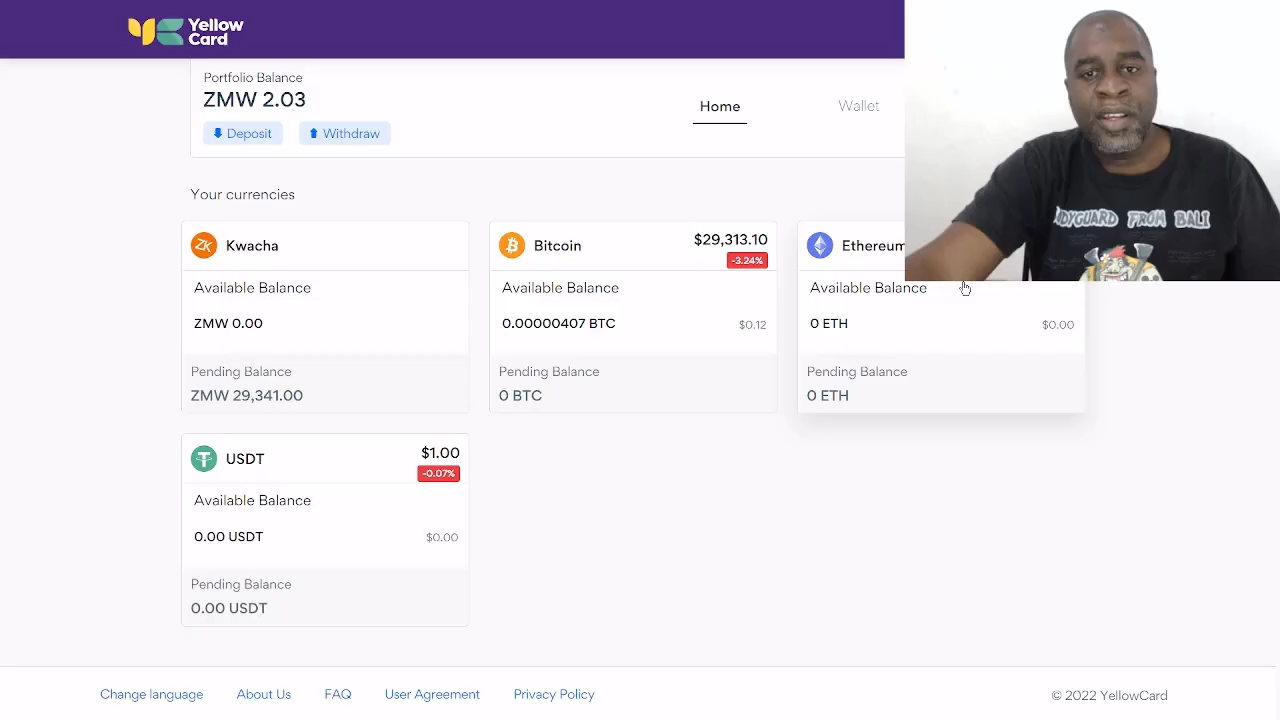 Yellow
Card
Portfolio Balance
ZMW 2.03
Deposit
Withdraw
Home
Wallet
FROM BALI
Your currencies
Kwacha
Bitcoin
$29,313.10
-3.24%
Ethereum
Available Balance
ZMW 0.00
Pending Balance
ZMW 29,341.00
Available Balance
0.00000407 BTC
$0.12
Pending Balance
0 BTC
Available Balance
0 ETH
$0.00
Pending Balance
0 ETH
USDT
$1.00
-0.07%
Available Balance
0.00 USDT
$0.00
Pending Balance
0.00 USDT
Change language
About Us
FAQ
User Agreement
Privacy Policy
© 2022 YellowCard